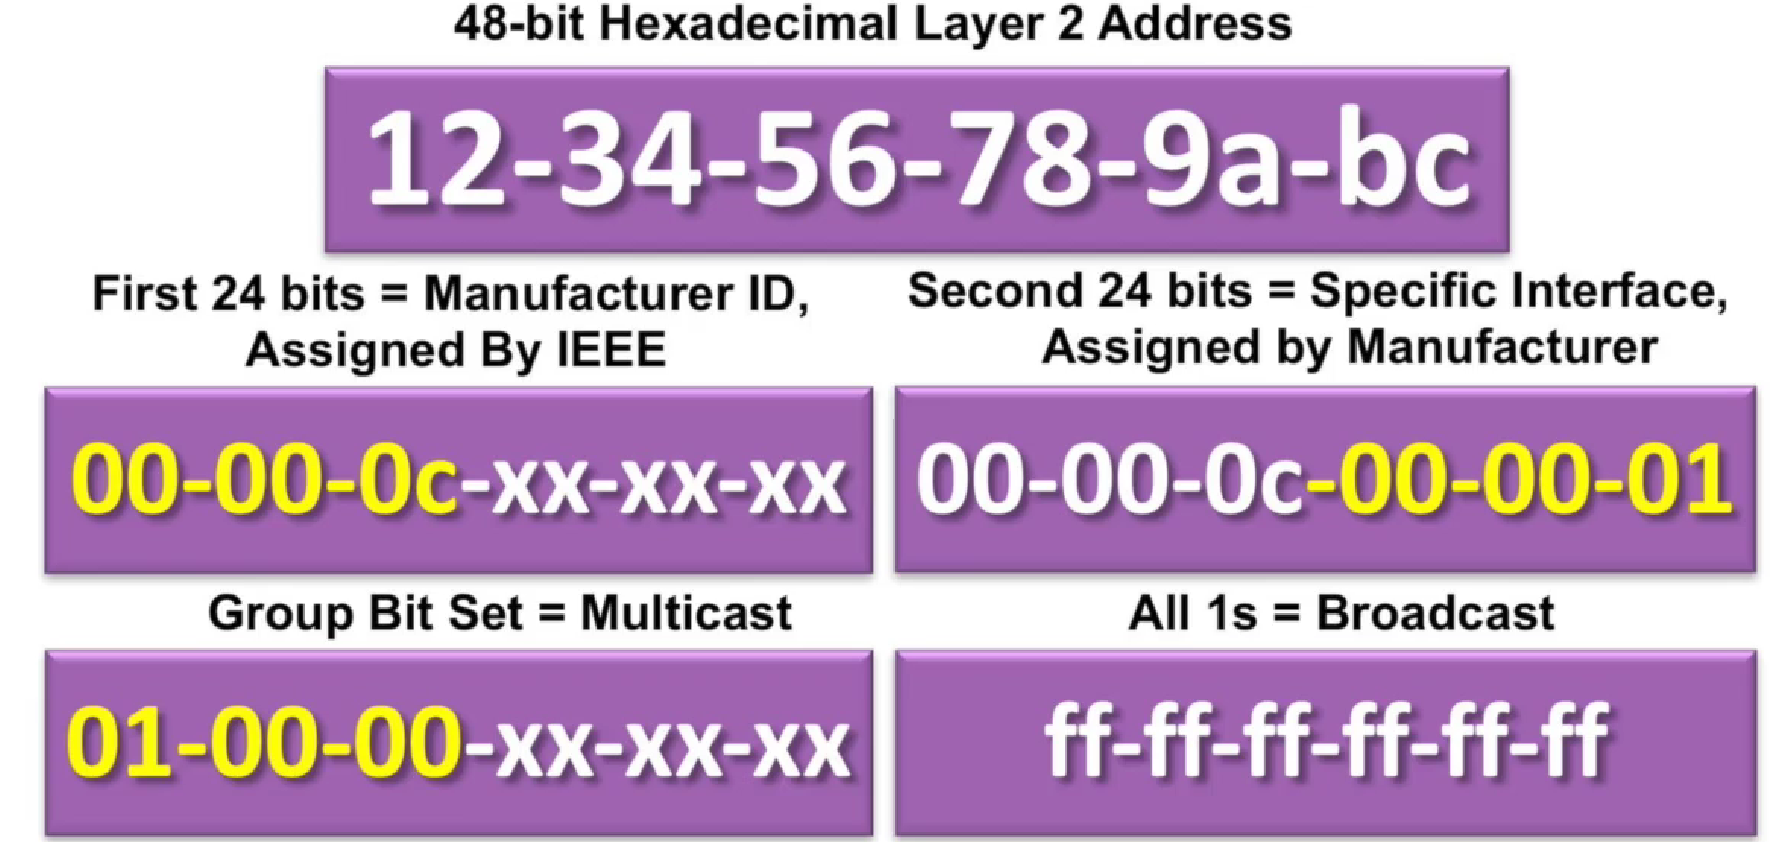 48-bit Hexadecimal Layer 2 Address
12-34-56-78-9a-bc
First 24 bits = Manufacturer ID,
Assigned By IEEE
Second 24 bits = Specific Interface,
Assigned by Manufacturer
00-00-0c-xx-xx-xx
00-00-0c-00-00-01
Group Bit Set = Multicast
All 1s = Broadcast
01-00-00-xx-xx-xx
ff-ff-ff-ff-ff-ff